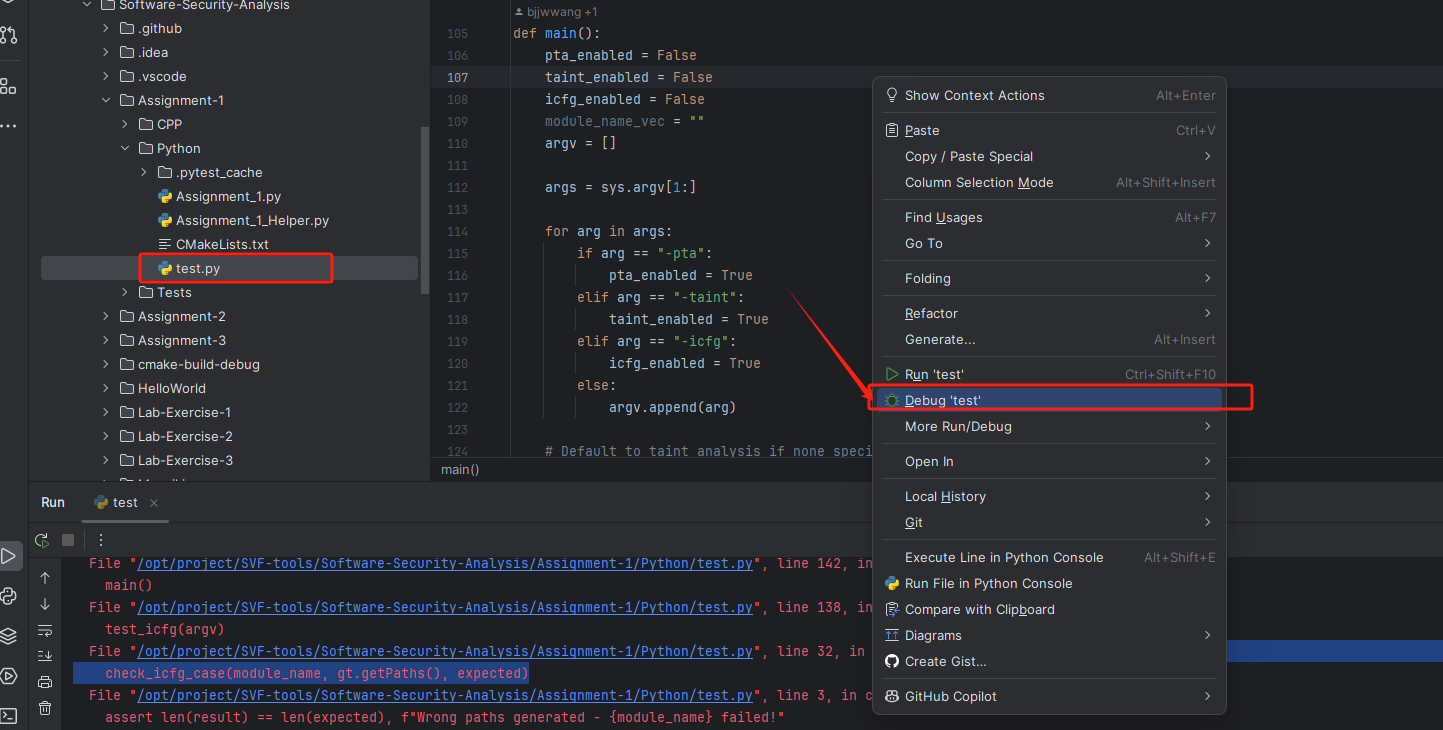 Software-Security-Analysis
.github
.idea
.vscode
Assignment-1
CPP
Python
.pytest_cache
Assignment_1.py
Assignment_1_Helper.py
CMakeLists.txt
test.py
Tests
Assignment-2
Assignment-3
cmake-build-debug
HelloWorld
Lab-Exercise-1
Lab-Exercise-2
Lab-Exercise-3
bjjwwang +1
105 def main():
106 pta_enabled = False
107 taint_enabled = False
108 icfg_enabled = False
109 module_name_vec = ""
110 argv = []
111
112 args = sys.argv[1:]
113
114 for arg in args:
115 if arg == "-pta":
116 pta_enabled = True
117 elif arg == "-taint":
118 taint_enabled = True
119 elif arg == "-icfg":
120 icfg_enabled = True
121 else:
122 argv.append(arg)
123
124 # Default to taint analysis if none speci
main()
Show Context Actions Alt+Enter
Paste Ctrl+V
Copy / Paste Special
Column Selection Mode Alt+Shift+Insert
Find Usages Alt+F7
Go To
Folding
Refactor
Generate... Alt+Insert
Run 'test' Ctrl+Shift+F10
Debug 'test'
More Run/Debug
Open In
Local History
Git
Execute Line in Python Console Alt+Shift+E
Run File in Python Console
Compare with Clipboard
Diagrams
Create Gist...
GitHub Copilot
Run test
File "/opt/project/SVF-tools/Software-Security-Analysis/Assignment-1/Python/test.py", line 142, in
main()
File "/opt/project/SVF-tools/Software-Security-Analysis/Assignment-1/Python/test.py", line 138, in
test_icfg(argv)
File "/opt/project/SVF-tools/Software-Security-Analysis/Assignment-1/Python/test.py", line 32, in
check_icfg_case(module_name, gt.getPaths(), expected)
File "/opt/project/SVF-tools/Software-Security-Analysis/Assignment-1/Python/test.py", line 3, in c
assert len(result) == len(expected), f"Wrong paths generated - {module_name} failed!"